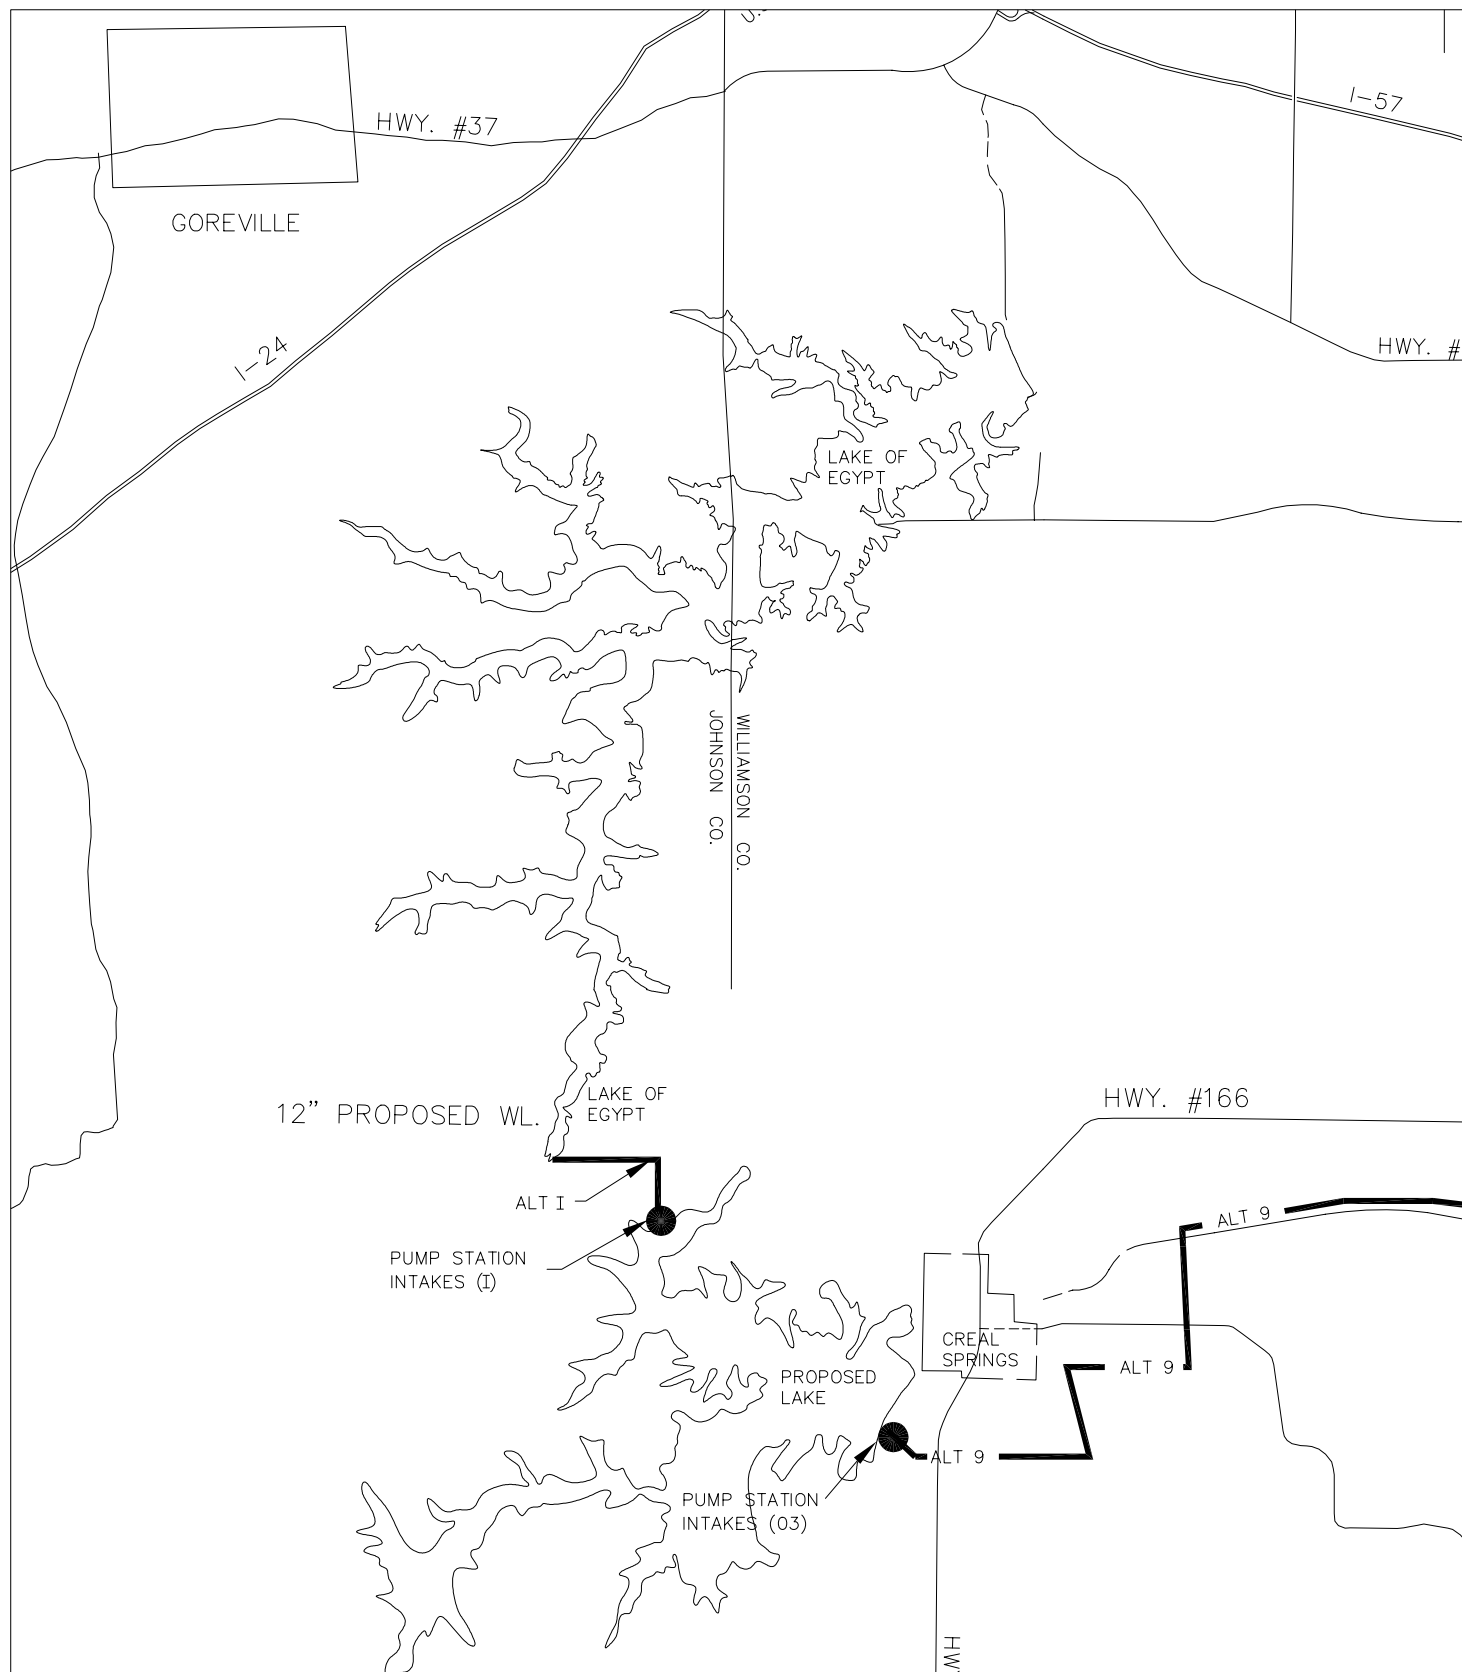 HWY. #37
I-57
GOREVILLE
I-24
HWY. #
LAKE OF
EGYPT
WILLIAMSON CO.
JOHNSON CO.
LAKE OF
EGYPT
12" PROPOSED WL.
HWY. #166
ALT I
ALT 9
PUMP STATION
INTAKES (I)
CREAL
SPRINGS
ALT 9
PROPOSED
LAKE
ALT 9
PUMP STATION
INTAKES (03)
HW